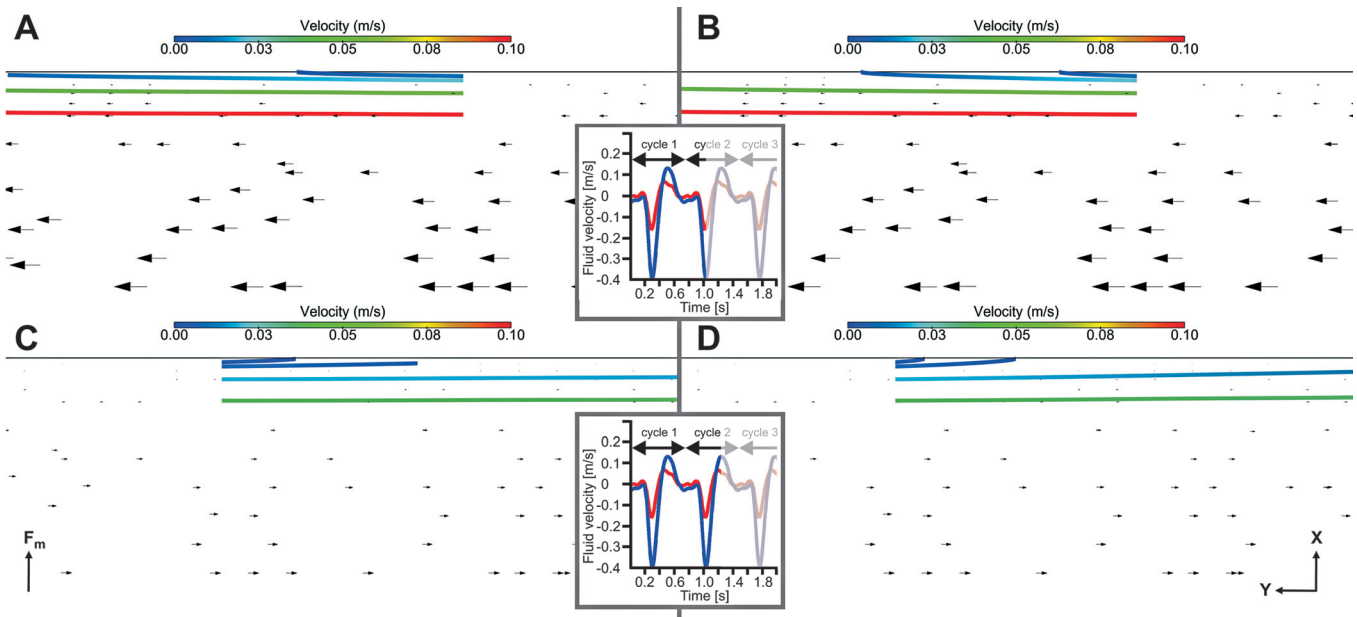 A
Velocity (m/s)
0.00 0.03 0.05 0.08 0.10
B
Velocity (m/s)
0.00 0.03 0.05 0.08 0.10
cycle 1 cycle 2 cycle 3
Fluid velocity [m/s]
0.2
0.1
0
-0.1
-0.2
-0.3
-0.4
0.2 0.6 1.0 1.4 1.8
Time [s]
C
Velocity (m/s)
0.00 0.03 0.05 0.08 0.10
D
Velocity (m/s)
0.00 0.03 0.05 0.08 0.10
cycle 1 cycle 2 cycle 3
Fluid velocity [m/s]
0.2
0.1
0
-0.1
-0.2
-0.3
-0.4
0.2 0.6 1.0 1.4 1.8
Time [s]
Fm
X
Y